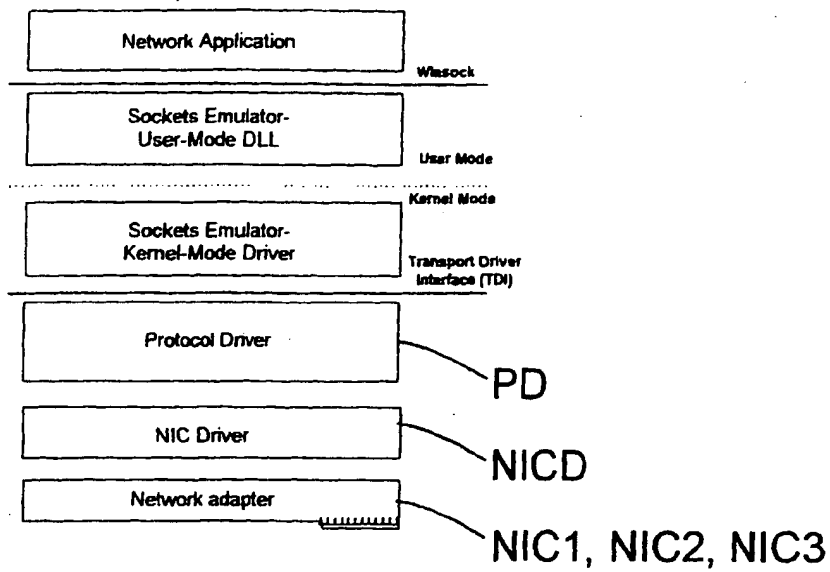 Network Application
Winsock
Sockets Emulator-
User-Mode DLL
User Mode
Kernel Mode
Sockets Emulator-
Kernel-Mode Driver
Transport Driver
Interface (TDI)
Protocol Driver
PD
NIC Driver
NICD
Network adapter
NIC1, NIC2, NIC3